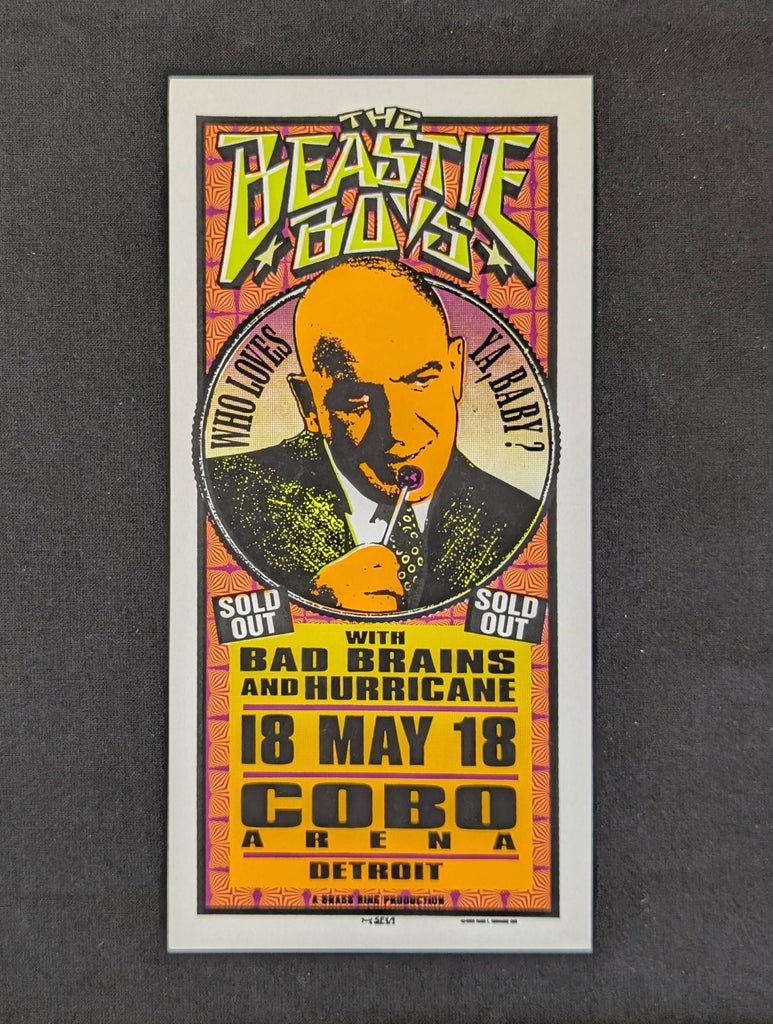 THE
BEASTIE
BOYS
WHO LOVES
YA, BABY?
SOLD
OUT
SOLD
OUT
WITH
BAD BRAINS
AND HURRICANE
18 MAY 18
COBO
ARENA
DETROIT
A BRASS RING PRODUCTION